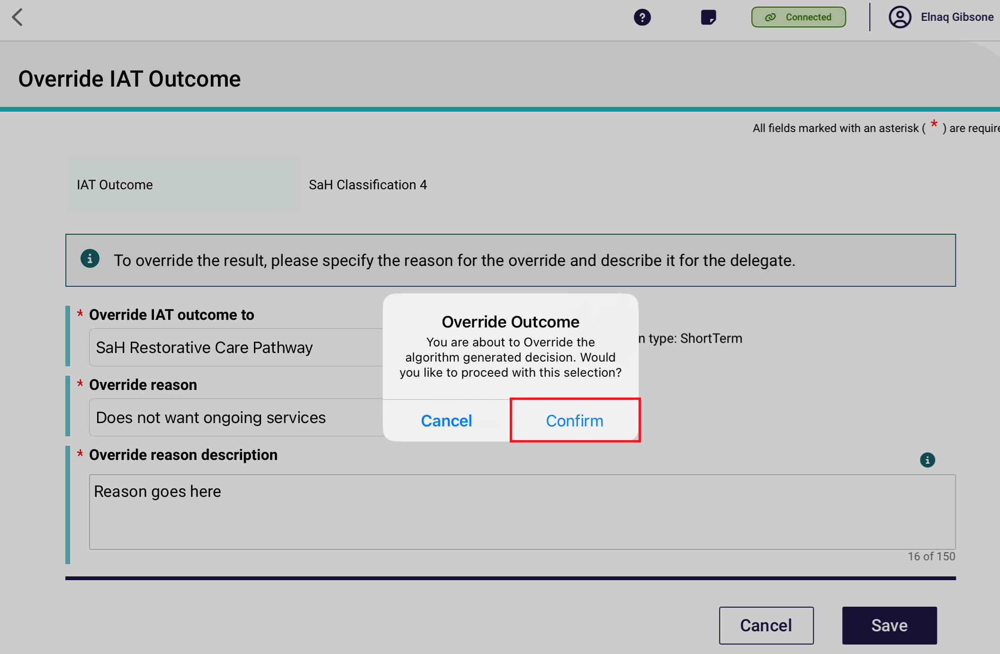 Connected
Elnaq Gibsone
Override IAT Outcome
All fields marked with an asterisk ( * ) are require
IAT Outcome
SaH Classification 4
To override the result, please specify the reason for the override and describe it for the delegate.
* Override IAT outcome to
SaH Restorative Care Pathway
n type: ShortTerm
Override Outcome
You are about to Override the
algorithm generated decision. Would
you like to proceed with this selection?
Cancel
Confirm
* Override reason
Does not want ongoing services
* Override reason description
Reason goes here
16 of 150
Cancel
Save